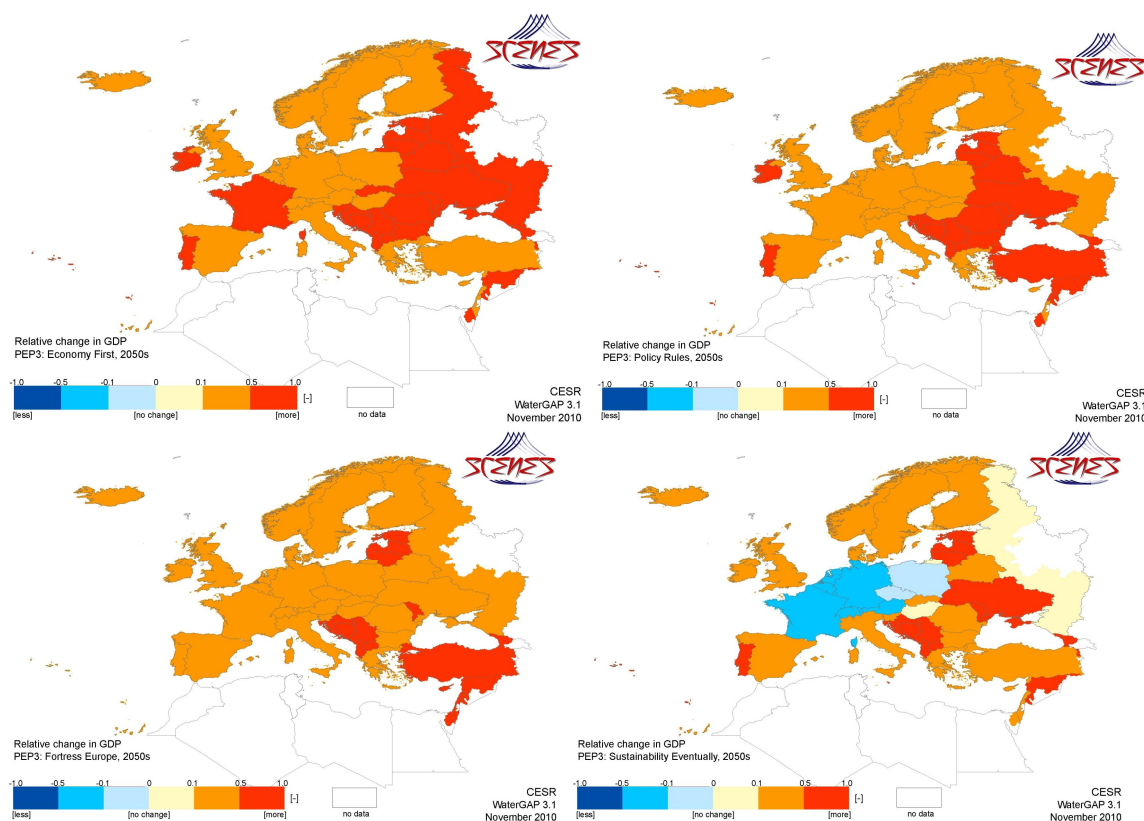 SCENES
Relative change in GDP
PEP3: Economy First, 2050s
-1.0 -0.5 -0.1 0 0.1 0.5 1.0
[-]
[less] [no change] [more]
no data
CESR
WaterGAP 3.1
November 2010
SCENES
Relative change in GDP
PEP3: Policy Rules, 2050s
-1.0 -0.5 -0.1 0 0.1 0.5 1.0
[-]
[less] [no change] [more]
no data
CESR
WaterGAP 3.1
November 2010
SCENES
Relative change in GDP
PEP3: Fortress Europe, 2050s
-1.0 -0.5 -0.1 0 0.1 0.5 1.0
[-]
[less] [no change] [more]
no data
CESR
WaterGAP 3.1
November 2010
SCENES
Relative change in GDP
PEP3: Sustainability Eventually, 2050s
-1.0 -0.5 -0.1 0 0.1 0.5 1.0
[-]
[less] [no change] [more]
no data
CESR
WaterGAP 3.1
November 2010